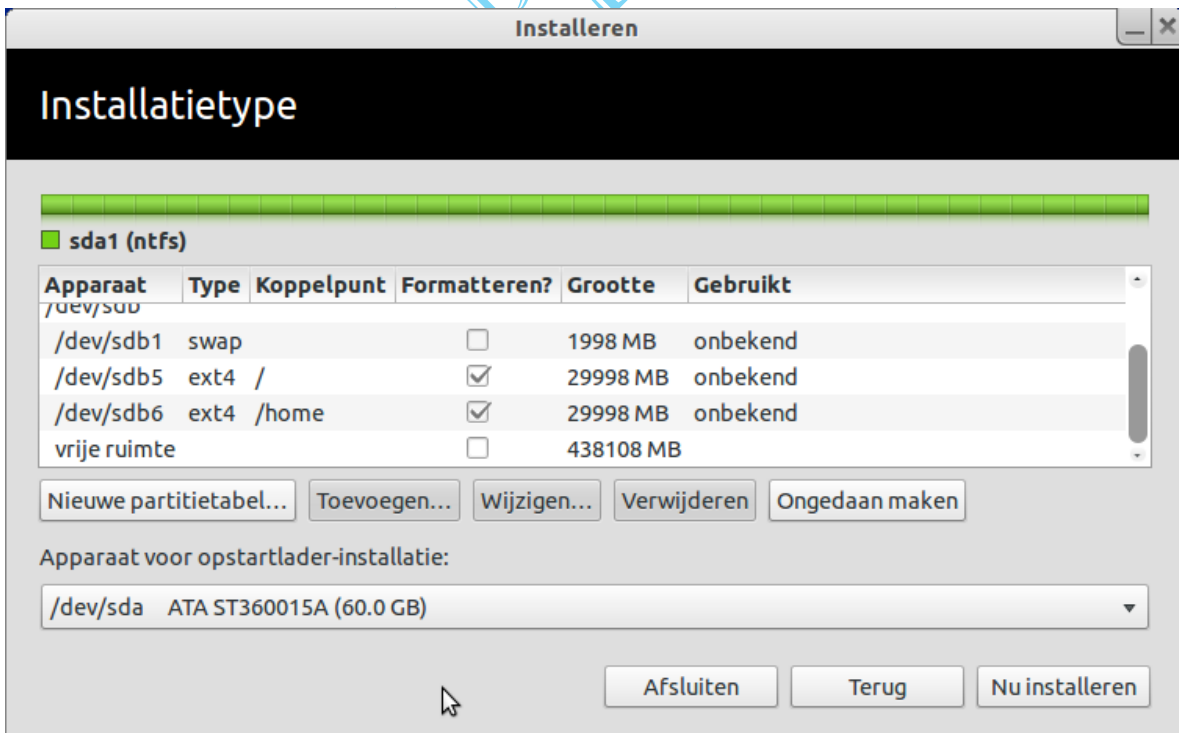 Installeren
Installatietype
sda1 (ntfs)
Apparaat Type Koppelpunt Formatteren? Grootte Gebruikt
/dev/sdb
/dev/sdb1 swap 1998 MB onbekend
/dev/sdb5 ext4 / 29998 MB onbekend
/dev/sdb6 ext4 /home 29998 MB onbekend
vrije ruimte 438108 MB
Nieuwe partitietabel... Toevoegen... Wijzigen... Verwijderen Ongedaan maken
Apparaat voor opstartlader-installatie:
/dev/sda ATA ST360015A (60.0 GB)
Afsluiten Terug Nu installeren